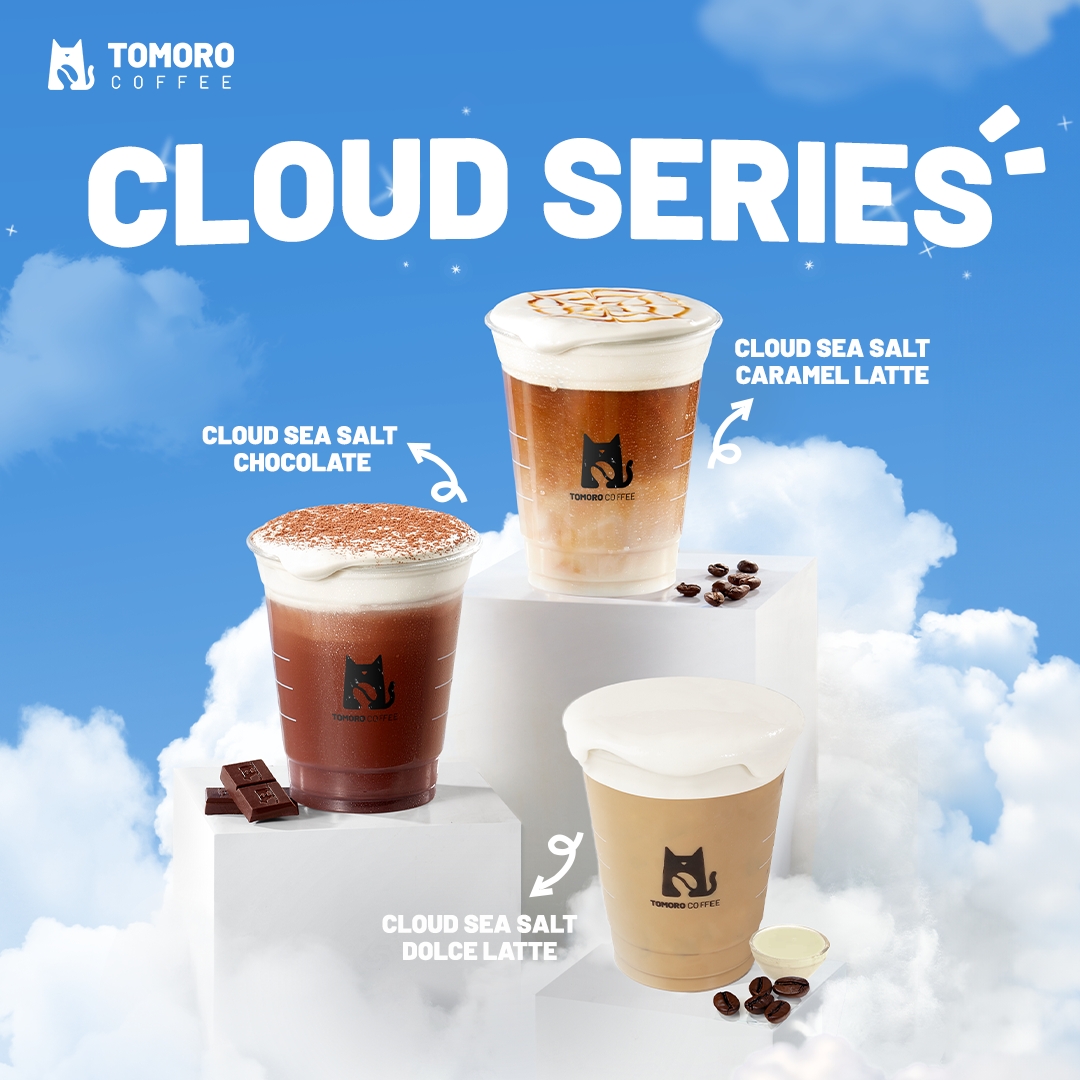 TOMORO
COFFEE
CLOUD SERIES
CLOUD SEA SALT
CARAMEL LATTE
CLOUD SEA SALT
CHOCOLATE
TOMORO COFFEE
TOMORO COFFEE
TOMORO COFFEE
CLOUD SEA SALT
DOLCE LATTE